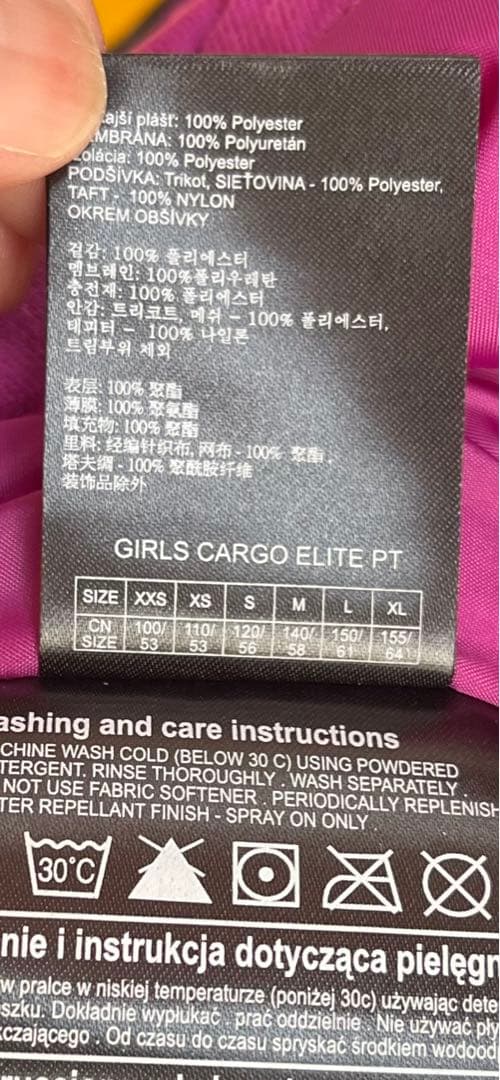 ajší plášť: 100% Polyester
MBRÁNA: 100% Polyuretán
olácia: 100% Polyester
PODŠÍVKA: Trikot, SIEŤOVINA - 100% Polyester,
TAFT - 100% NYLON
OKREM OBŠÍVKY
겉감: 100% 폴리에스터
멤브레인: 100%폴리우레탄
충전재: 100% 폴리에스터
안감: 트리코트, 메쉬 - 100% 폴리에스터,
태피터 - 100% 나일론
트림부위 제외
表层: 100% 聚酯
薄膜: 100% 聚氨酯
填充物: 100% 聚酯
里料: 经编针织布, 网布 - 100% 聚酯 ,
塔夫绸 - 100% 聚酰胺纤维
装饰品除外
GIRLS CARGO ELITE PT
SIZE XXS XS S M L XL
CN SIZE 100/53 110/53 120/56 140/58 150/61 155/64
ashing and care instructions
CHINE WASH COLD (BELOW 30 C) USING POWDERED
TERGENT. RINSE THOROUGHLY . WASH SEPARATELY .
NOT USE FABRIC SOFTENER . PERIODICALLY REPLENISH
TER REPELLANT FINISH - SPRAY ON ONLY .
30°C
nie i instrukcja dotycząca pielęgn
w pralce w niskiej temperaturze (poniżej 30c) używając dete
szku. Dokładnie wypłukać . prać oddzielnie . Nie używać pły
kczającego . Od czasu do czasu spryskać środkiem wodood